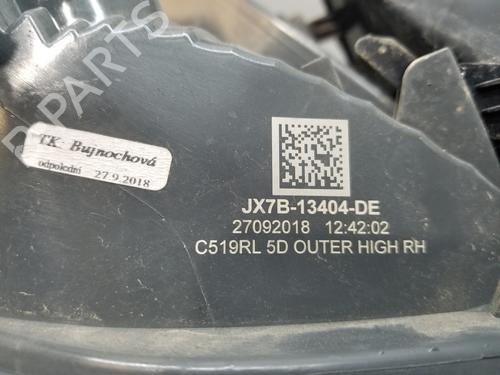 B-PARTS
TK: Bujnochová
odpolední 27.9.2018
JX7B-13404-DE
27092018 12:42:02
C519RL 5D OUTER HIGH RH